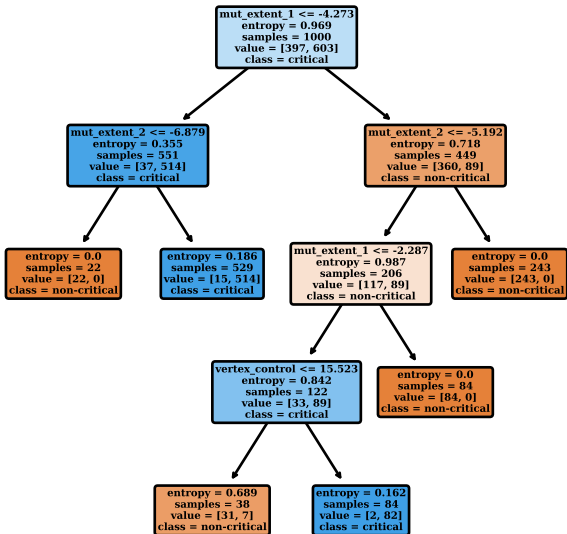 mut_extent_1 <= -4.273
entropy = 0.969
samples = 1000
value = [397, 603]
class = critical
mut_extent_2 <= -6.879
entropy = 0.355
samples = 551
value = [37, 514]
class = critical
mut_extent_2 <= -5.192
entropy = 0.718
samples = 449
value = [360, 89]
class = non-critical
entropy = 0.0
samples = 22
value = [22, 0]
class = non-critical
entropy = 0.186
samples = 529
value = [15, 514]
class = critical
mut_extent_1 <= -2.287
entropy = 0.987
samples = 206
value = [117, 89]
class = non-critical
entropy = 0.0
samples = 243
value = [243, 0]
class = non-critical
vertex_control <= 15.523
entropy = 0.842
samples = 122
value = [33, 89]
class = critical
entropy = 0.0
samples = 84
value = [84, 0]
class = non-critical
entropy = 0.689
samples = 38
value = [31, 7]
class = non-critical
entropy = 0.162
samples = 84
value = [2, 82]
class = critical